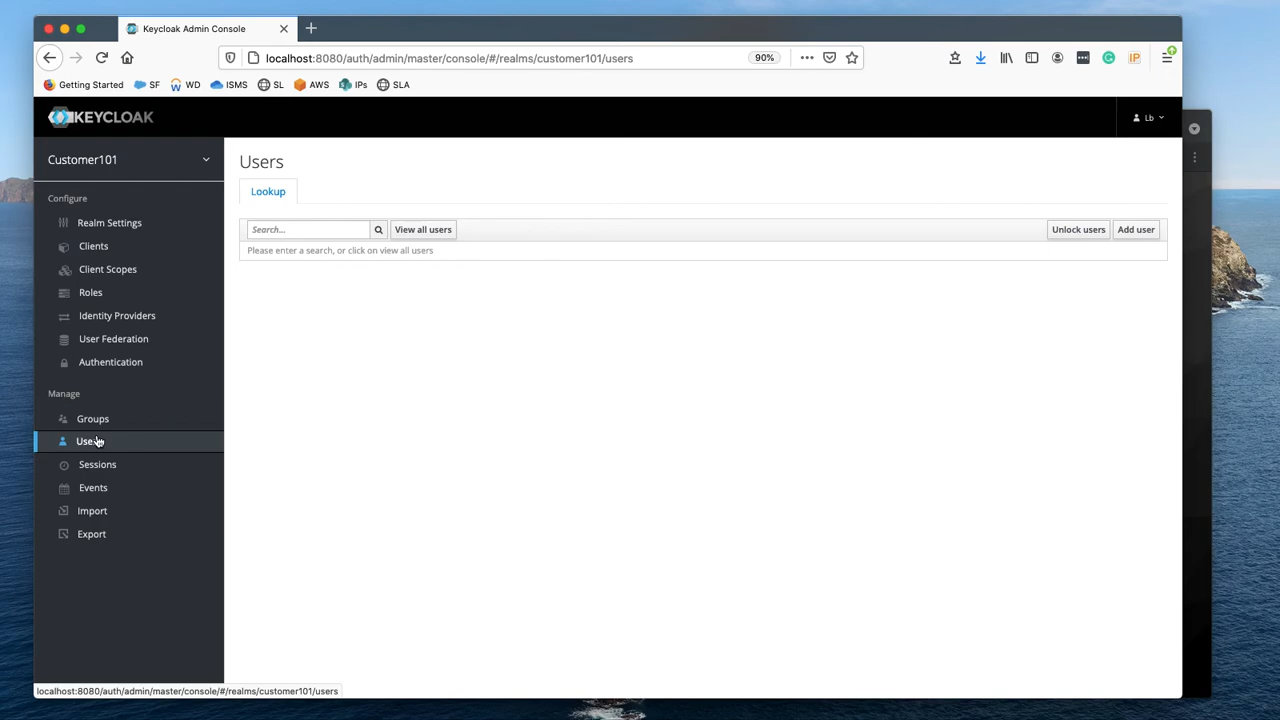 Keycloak Admin Console
localhost:8080/auth/admin/master/console/#/realms/customer101/users
90%
Getting Started
SF
WD
ISMS
SL
AWS
IPs
SLA
KEYCLOAK
Lb
Customer101
Users
Configure
Lookup
Realm Settings
Search...
View all users
Unlock users
Add user
Clients
Please enter a search, or click on view all users
Client Scopes
Roles
Identity Providers
User Federation
Authentication
Manage
Groups
Sessions
Events
Import
Export
localhost:8080/auth/admin/master/console/#/realms/customer101/users